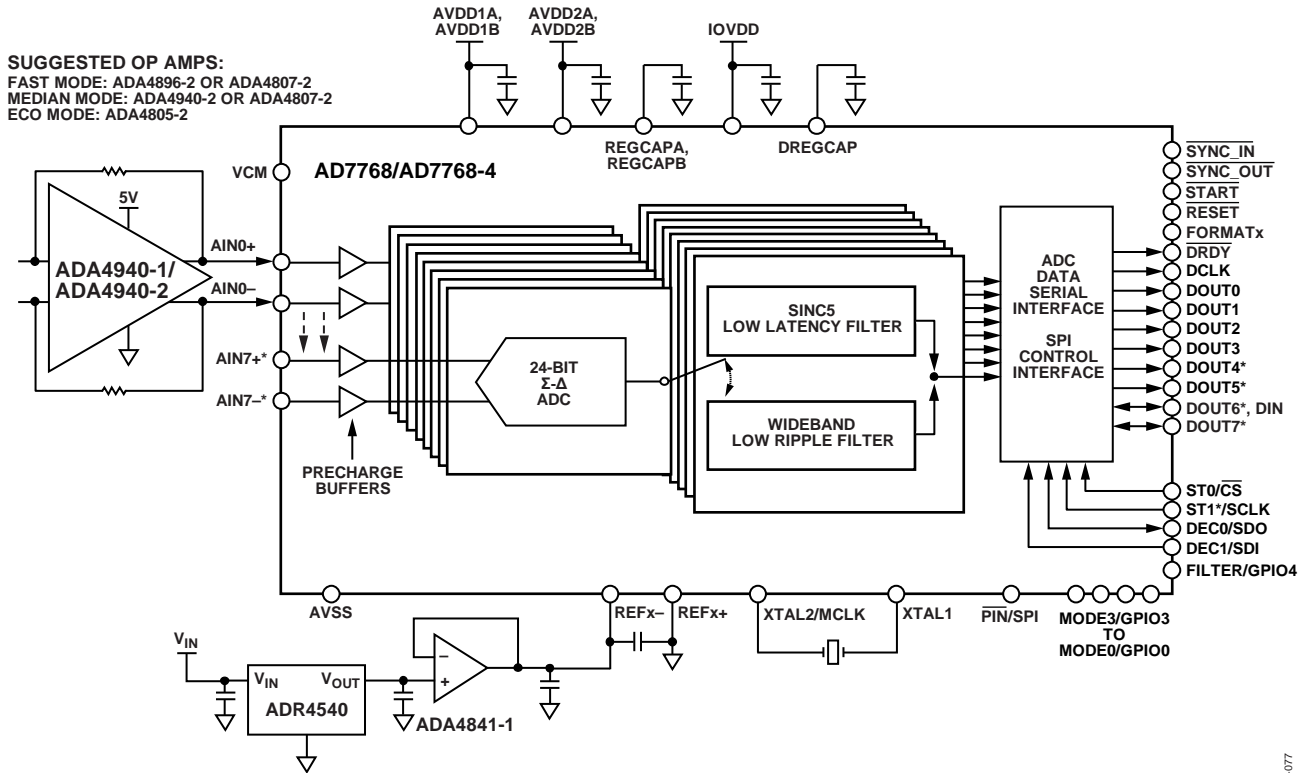 AVDD1A,
AVDD1B
AVDD2A,
AVDD2B
IOVDD
SUGGESTED OP AMPS:
FAST MODE: ADA4896-2 OR ADA4807-2
MEDIAN MODE: ADA4940-2 OR ADA4807-2
ECO MODE: ADA4805-2
REGCAPA,
REGCAPB
DREGCAP
VCM
AD7768/AD7768-4
5V
ADA4940-1/
ADA4940-2
AIN0+
AIN0–
AIN7+*
AIN7–*
PRECHARGE
BUFFERS
24-BIT
Σ-Δ
ADC
SINC5
LOW LATENCY FILTER
WIDEBAND
LOW RIPPLE FILTER
ADC
DATA
SERIAL
INTERFACE
SPI
CONTROL
INTERFACE
SYNC_IN
SYNC_OUT
START
RESET
FORMATx
DRDY
DCLK
DOUT0
DOUT1
DOUT2
DOUT3
DOUT4*
DOUT5*
DOUT6*, DIN
DOUT7*
ST0/CS
ST1*/SCLK
DEC0/SDO
DEC1/SDI
FILTER/GPIO4
AVSS
REFx–
REFx+
XTAL2/MCLK
XTAL1
PIN/SPI
MODE3/GPIO3
TO
MODE0/GPIO0
VIN
VIN
VOUT
ADR4540
–
+
ADA4841-1
-077